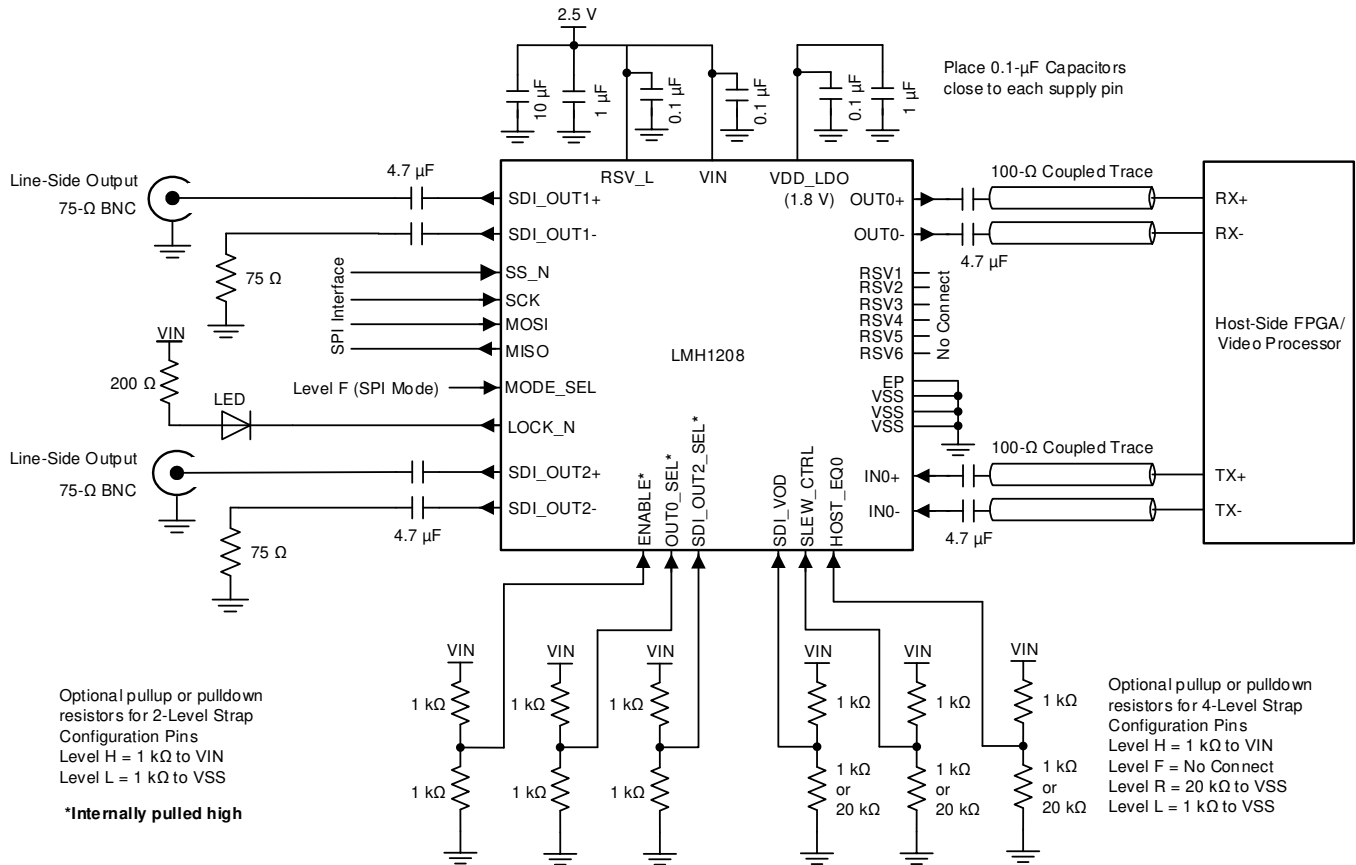 2.5 V
10 µF
1 µF
0.1 µF
0.1 µF
0.1 µF
1 µF
Place 0.1-µF Capacitors
close to each supply pin
RSV_L
VIN
VDD_LDO
(1.8 V)
Line-Side Output
75-Ω BNC
4.7 µF
SDI_OUT1+
SDI_OUT1-
75 Ω
SPI Interface
SS_N
SCK
MOSI
MISO
Level F (SPI Mode)
MODE_SEL
VIN
200 Ω
LED
LOCK_N
Line-Side Output
75-Ω BNC
SDI_OUT2+
SDI_OUT2-
4.7 µF
75 Ω
LMH1208
OUT0+
OUT0-
100-Ω Coupled Trace
4.7 µF
RX+
RX-
RSV1
RSV2
RSV3
RSV4
RSV5
RSV6
No Connect
Host-Side FPGA/
Video Processor
EP
VSS
VSS
VSS
100-Ω Coupled Trace
IN0+
IN0-
4.7 µF
TX+
TX-
ENABLE*
OUT0_SEL*
SDI_OUT2_SEL*
SDI_VOD
SLEW_CTRL
HOST_EQ0
VIN
VIN
VIN
VIN
VIN
VIN
1 kΩ
1 kΩ
1 kΩ
1 kΩ
1 kΩ
1 kΩ
1 kΩ
1 kΩ
1 kΩ
1 kΩ
or
20 kΩ
1 kΩ
or
20 kΩ
1 kΩ
or
20 kΩ
Optional pullup or pulldown
resistors for 2-Level Strap
Configuration Pins
Level H = 1 kΩ to VIN
Level L = 1 kΩ to VSS
*Internally pulled high
Optional pullup or pulldown
resistors for 4-Level Strap
Configuration Pins
Level H = 1 kΩ to VIN
Level F = No Connect
Level R = 20 kΩ to VSS
Level L = 1 kΩ to VSS